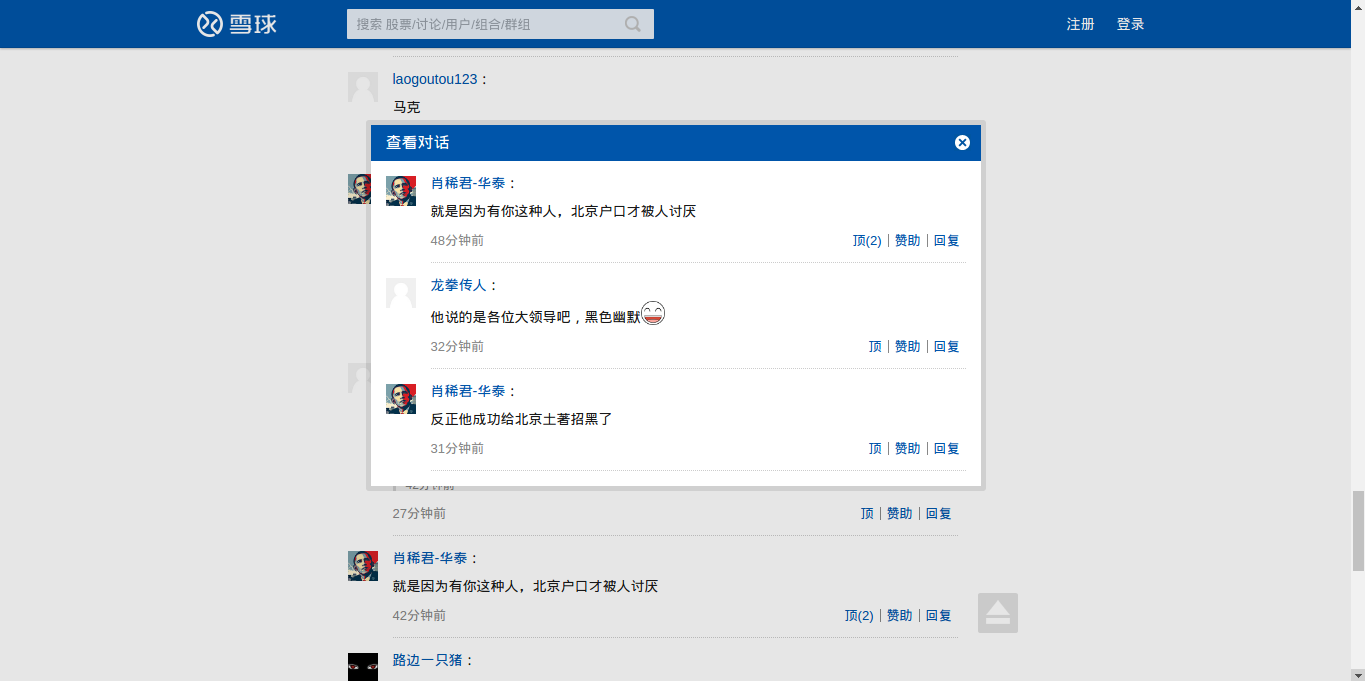 雪球
搜索 股票/讨论/用户/组合/群组
注册 登录
laogoutou123：
马克
查看对话
肖稀君-华泰：
就是因为有你这种人，北京户口才被人讨厌
48分钟前 顶(2) | 赞助 | 回复
龙拳传人：
他说的是各位大领导吧，黑色幽默
32分钟前 顶 | 赞助 | 回复
肖稀君-华泰：
反正他成功给北京土著招黑了
31分钟前 顶 | 赞助 | 回复
42分钟前
27分钟前 顶 | 赞助 | 回复
肖稀君-华泰：
就是因为有你这种人，北京户口才被人讨厌
42分钟前 顶(2) | 赞助 | 回复
路边一只猪：